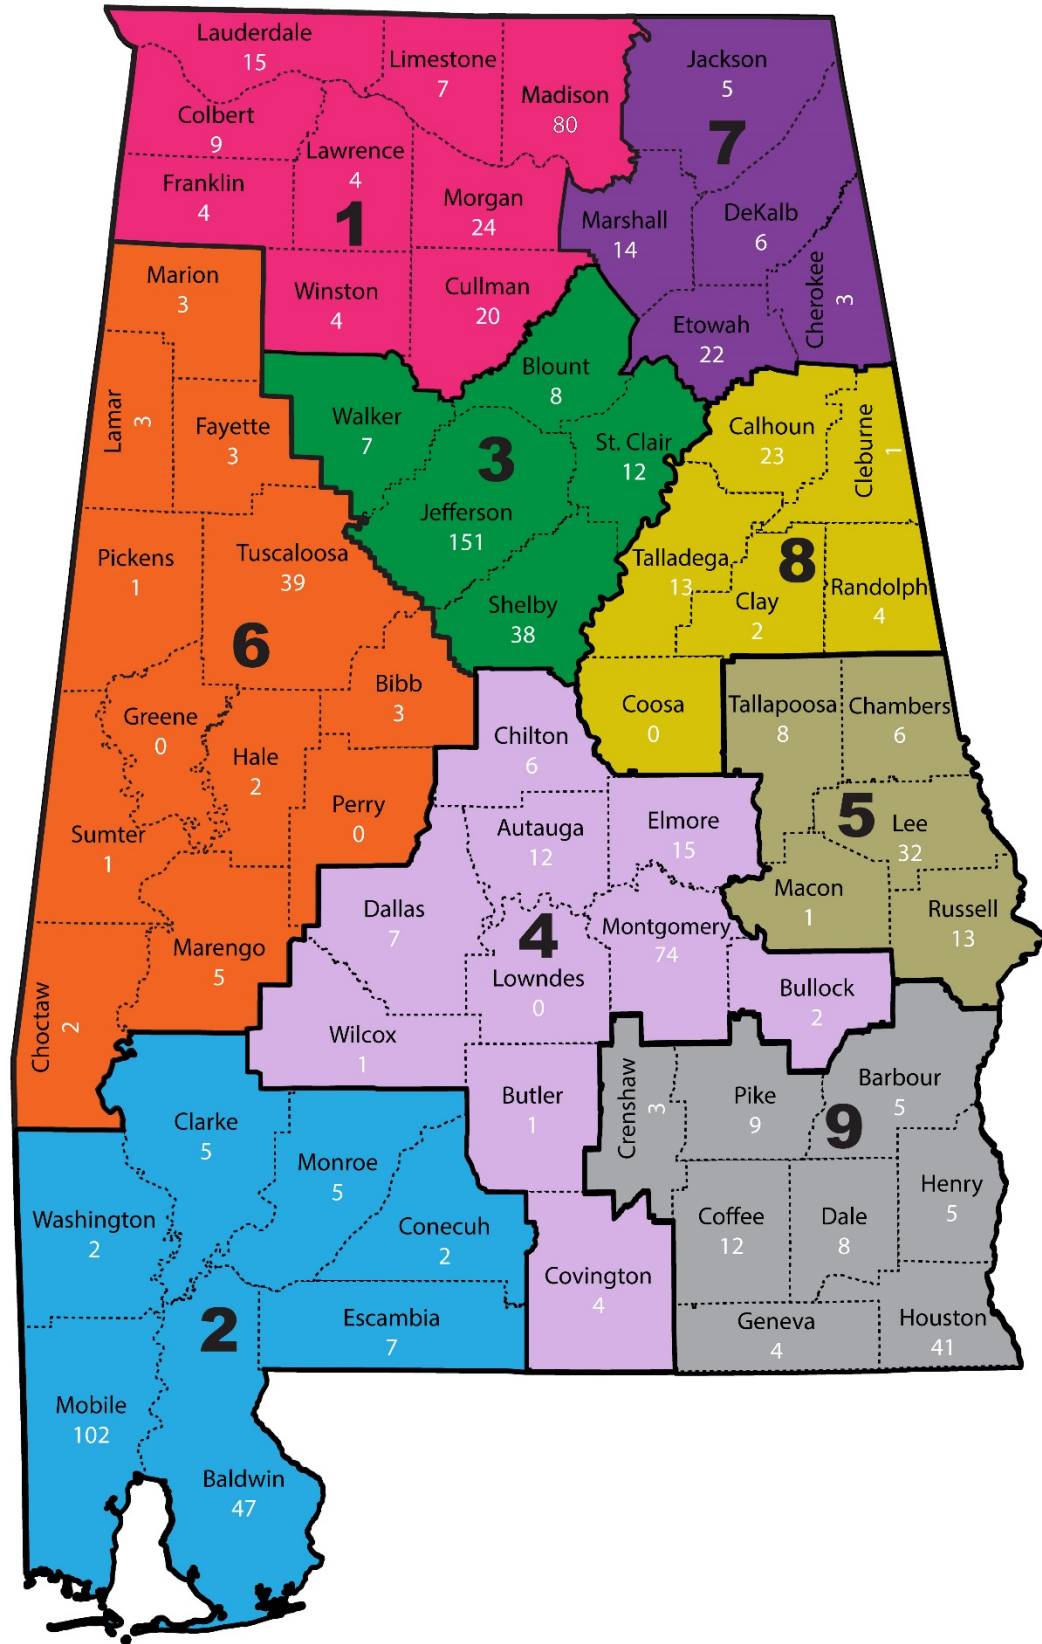 Lauderdale
15
Limestone
7
Madison
80
Colbert
9
Lawrence
4
Franklin
4
1
Morgan
24
Winston
4
Cullman
20
Jackson
5
7
Marshall
14
DeKalb
6
Cherokee
3
Etowah
22
Marion
3
Lamar
3
Fayette
3
Pickens
1
Tuscaloosa
39
6
Bibb
3
Greene
0
Hale
2
Perry
0
Sumter
1
Marengo
5
Choctaw
2
Blount
8
Walker
7
3
St. Clair
12
Jefferson
151
Shelby
38
Calhoun
23
Cleburne
1
Talladega
13
8
Clay
2
Randolph
4
Coosa
0
Chilton
6
Autauga
12
Elmore
15
Dallas
7
4
Montgomery
74
Lowndes
0
Bullock
2
Wilcox
1
Butler
1
Covington
4
Tallapoosa
8
Chambers
6
5
Lee
32
Macon
1
Russell
13
Crenshaw
3
Pike
9
Barbour
5
9
Henry
5
Coffee
12
Dale
8
Geneva
4
Houston
41
Clarke
5
Monroe
5
Washington
2
Conecuh
2
2
Escambia
7
Mobile
102
Baldwin
47